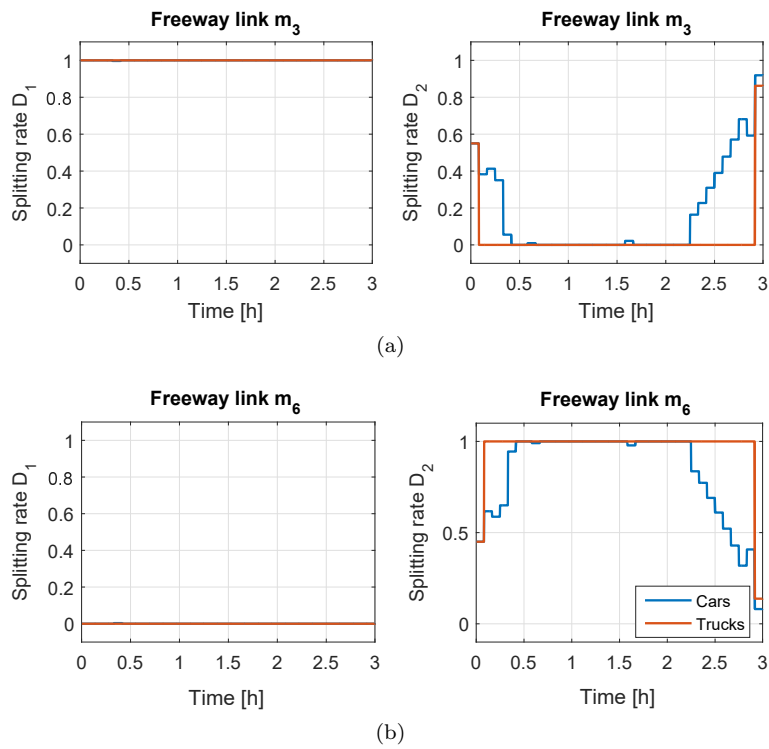 Freeway link m3
Splitting rate D1
1
0.8
0.6
0.4
0.2
0
0 0.5 1 1.5 2 2.5 3
Time [h]
Freeway link m3
Splitting rate D2
1
0.8
0.6
0.4
0.2
0
0 0.5 1 1.5 2 2.5 3
Time [h]
(a)
Freeway link m6
Splitting rate D1
1
0.8
0.6
0.4
0.2
0
0 0.5 1 1.5 2 2.5 3
Time [h]
Freeway link m6
Splitting rate D2
1
0.5
0
0 0.5 1 1.5 2 2.5 3
Time [h]
Cars
Trucks
(b)